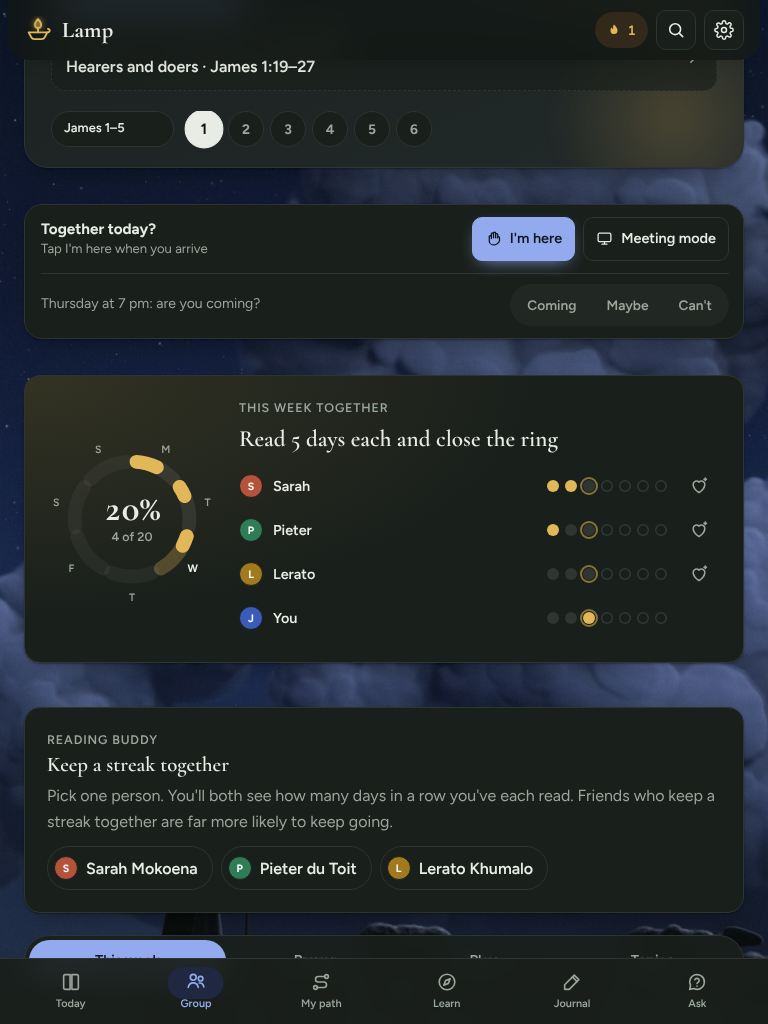 Lamp
1
Hearers and doers · James 1:19–27
James 1–5
1 2 3 4 5 6
Together today?
Tap I'm here when you arrive
I'm here
Meeting mode
Thursday at 7 pm: are you coming?
Coming
Maybe
Can't
THIS WEEK TOGETHER
Read 5 days each and close the ring
S
M
T
W
T
F
S
20%
4 of 20
S Sarah
P Pieter
L Lerato
J You
READING BUDDY
Keep a streak together
Pick one person. You'll both see how many days in a row you've each read. Friends who keep a
streak together are far more likely to keep going.
S Sarah Mokoena
P Pieter du Toit
L Lerato Khumalo
Today
Group
My path
Learn
Journal
Ask